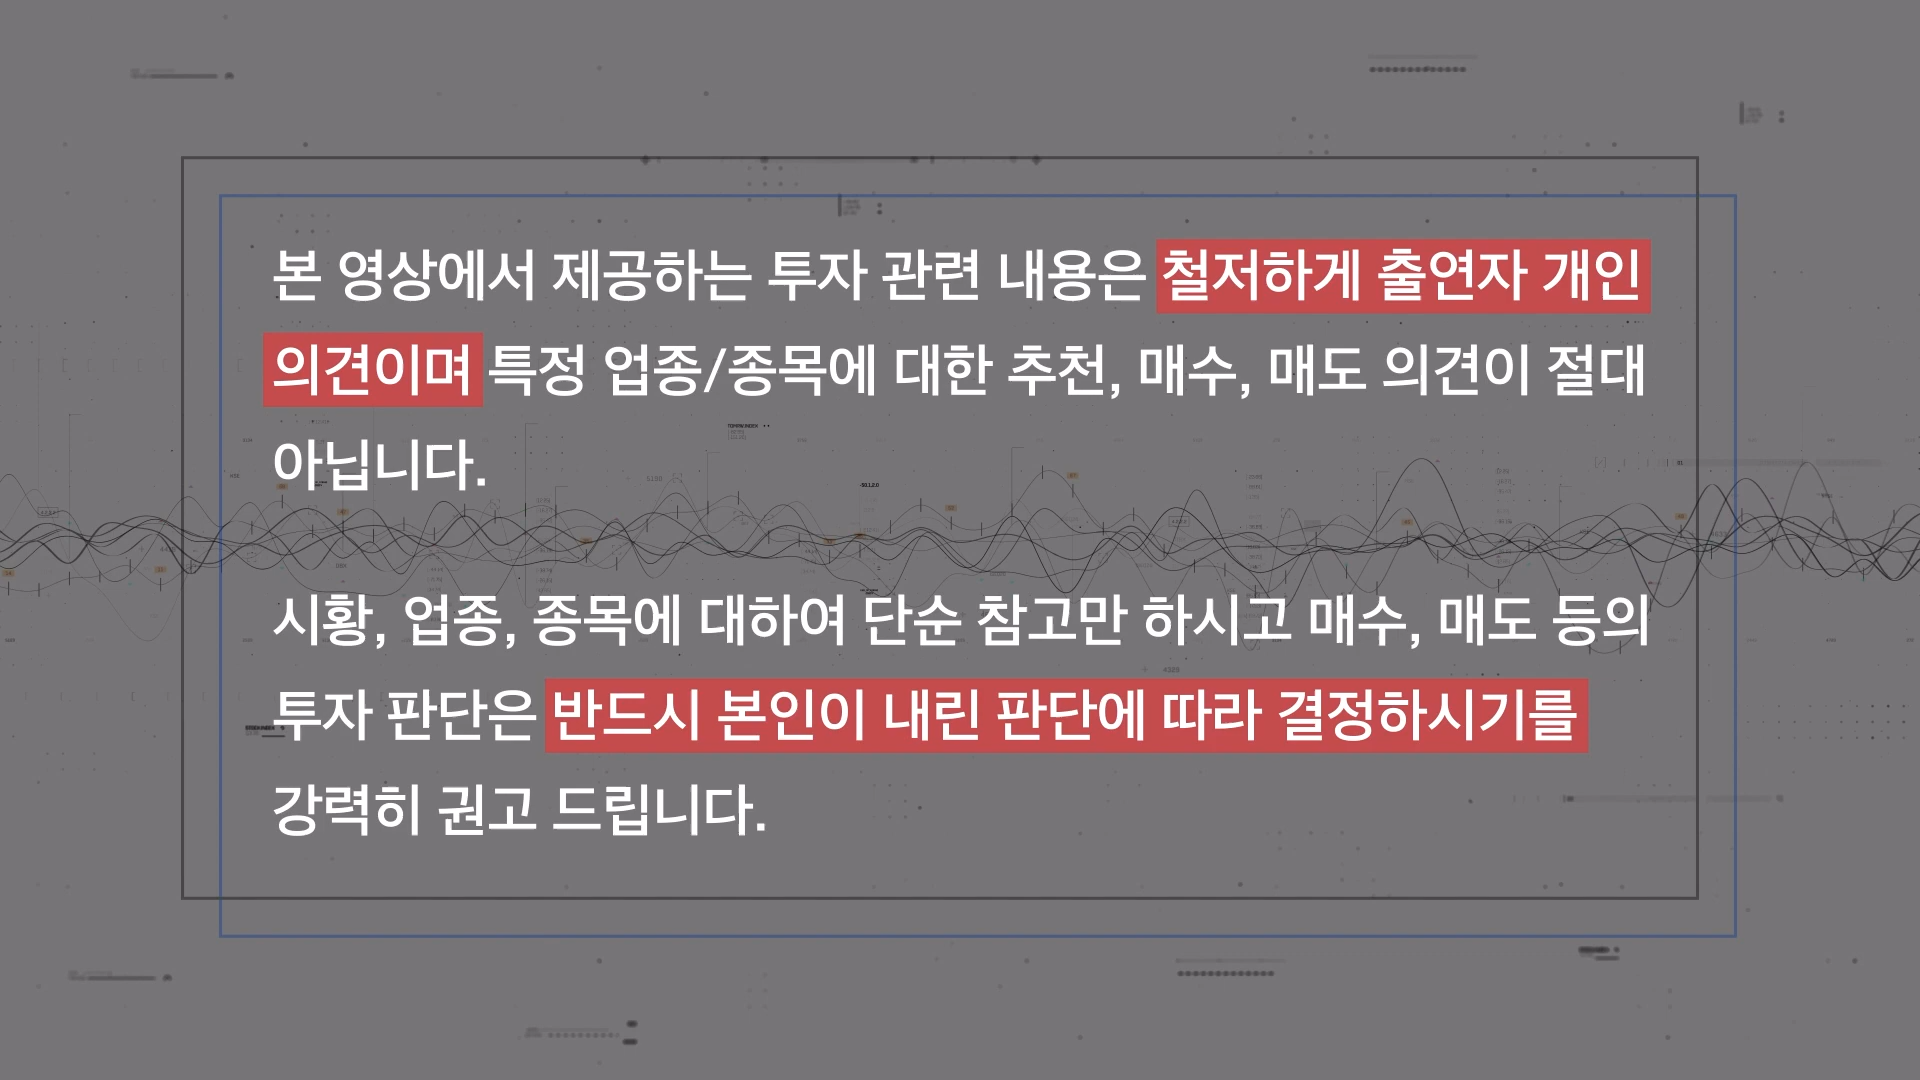 본 영상에서 제공하는 투자 관련 내용은 철저하게 출연자 개인
의견이며 특정 업종/종목에 대한 추천, 매수, 매도 의견이 절대
아닙니다.
시황, 업종, 종목에 대하여 단순 참고만 하시고 매수, 매도 등의
투자 판단은 반드시 본인이 내린 판단에 따라 결정하시기를
강력히 권고 드립니다.